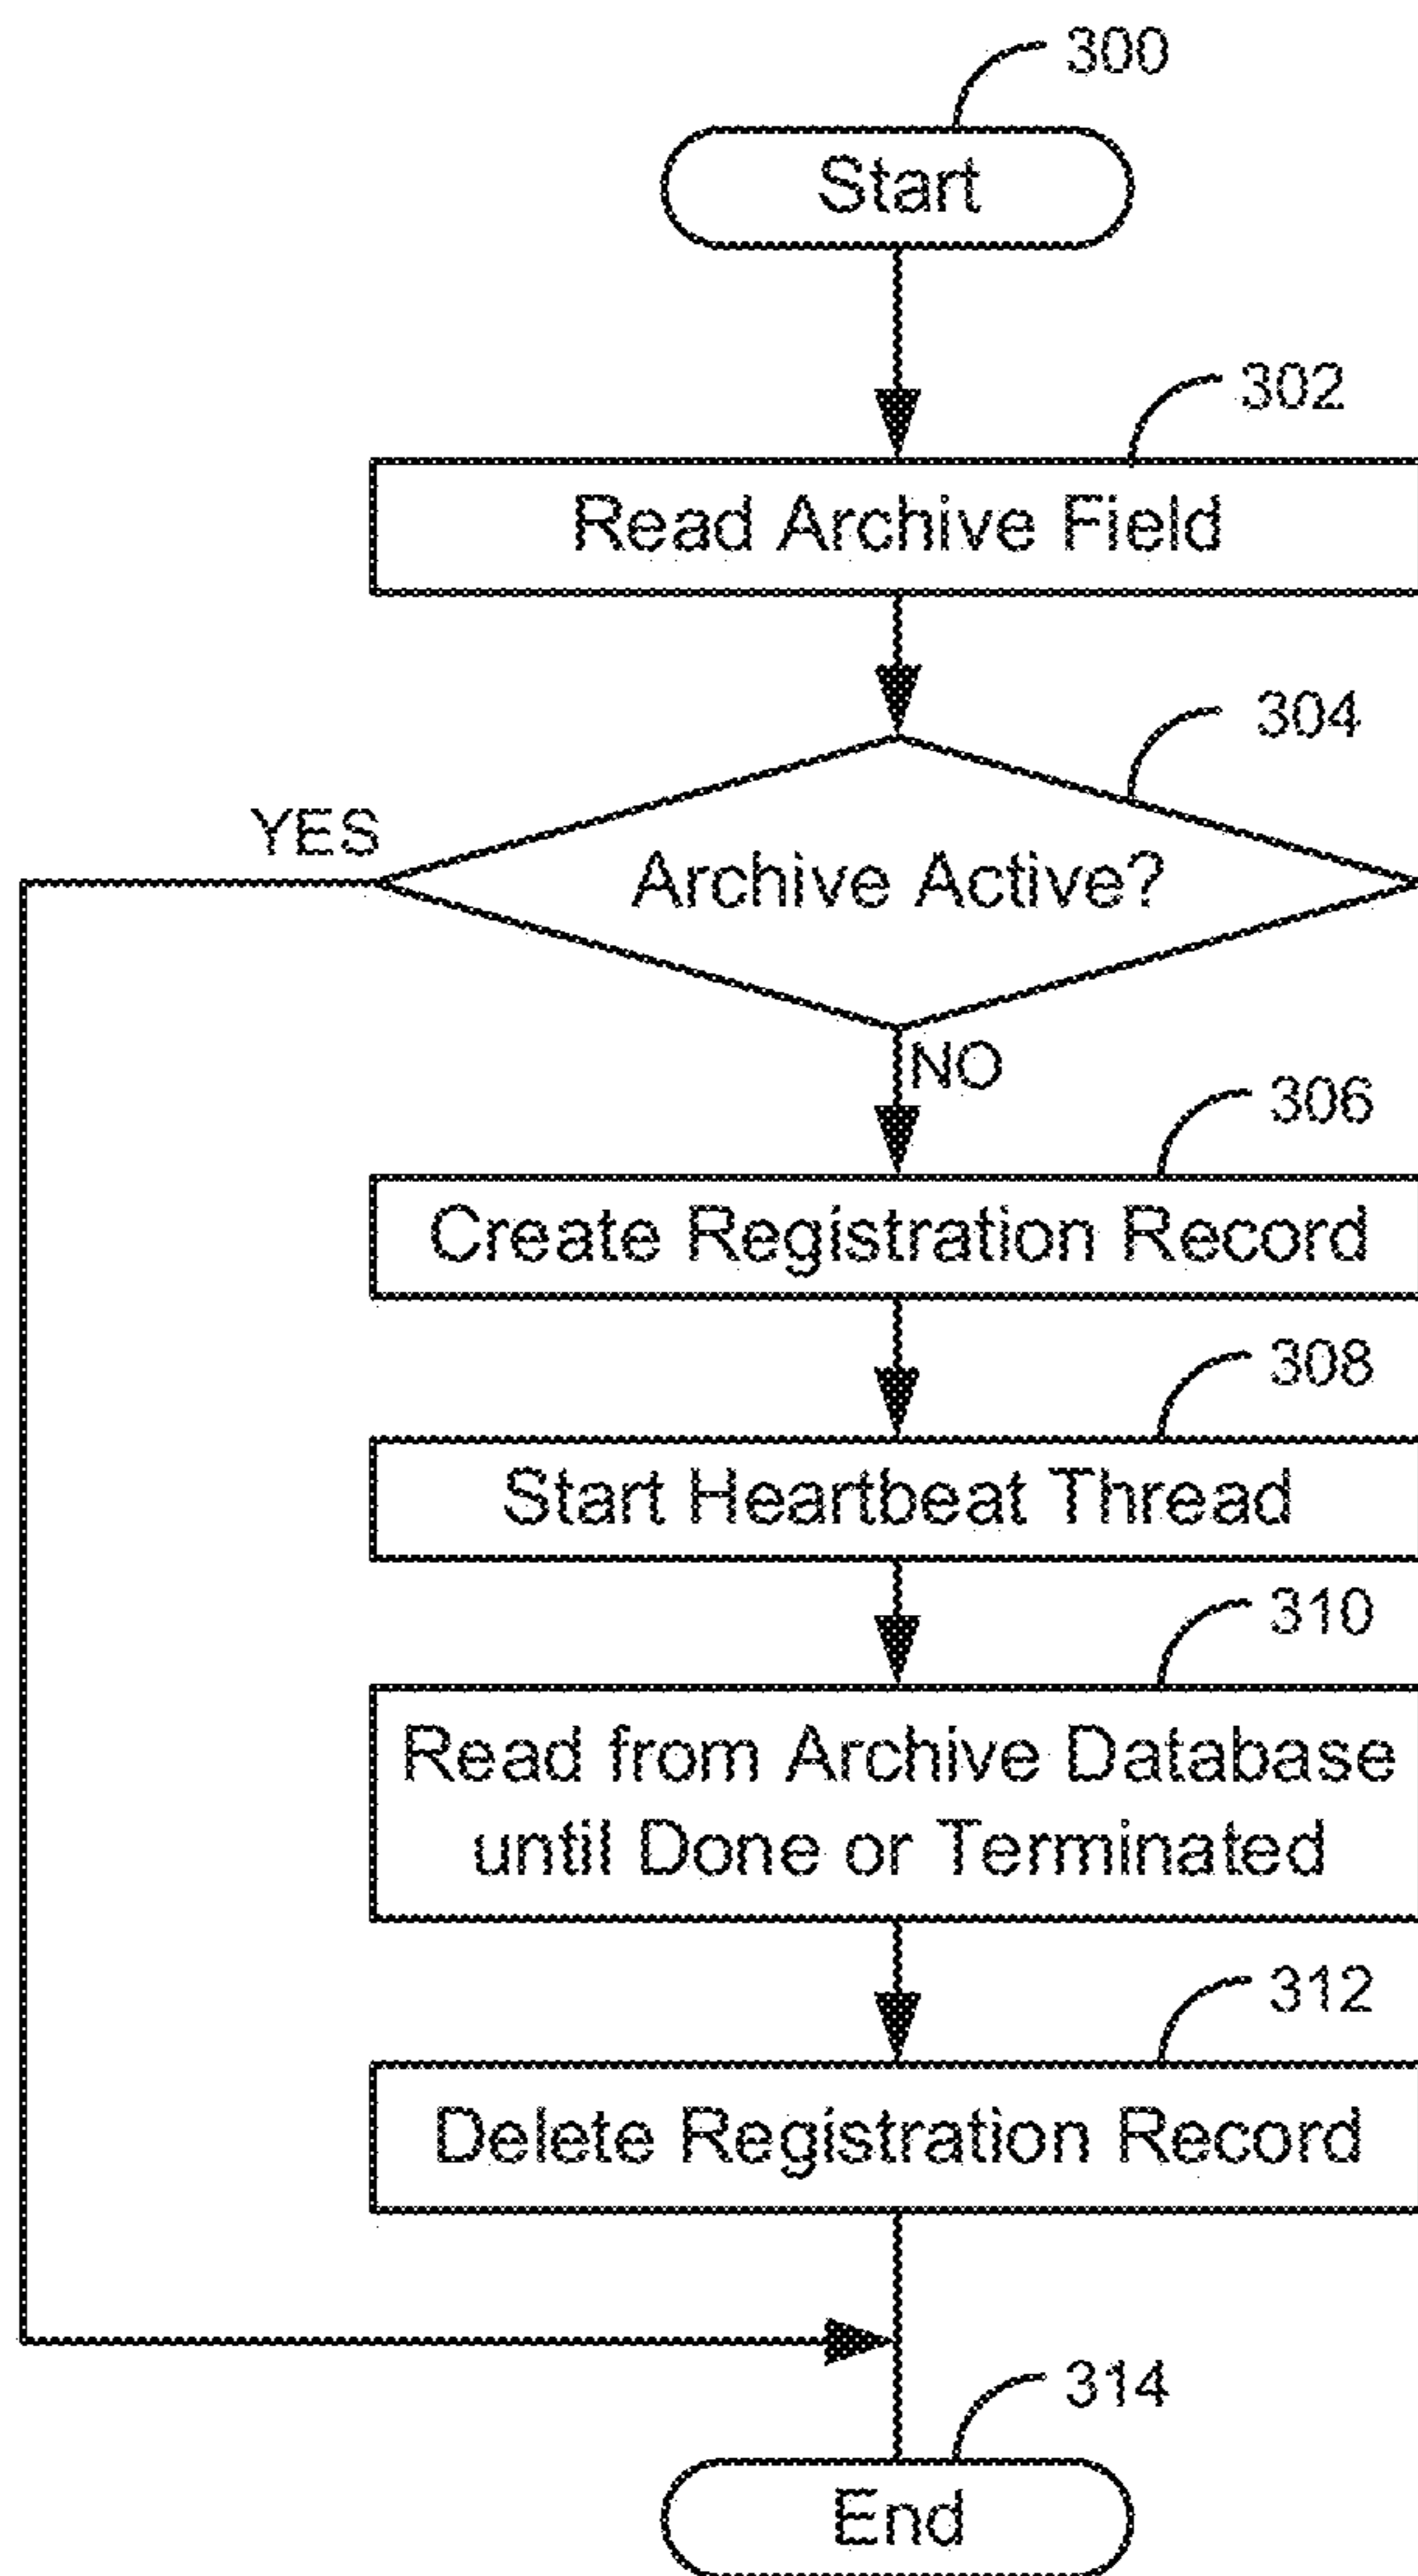 300
Start
302
Read Archive Field
304
YES
Archive Active?
NO
306
Create Registration Record
308
Start Heartbeat Thread
310
Read from Archive Database
until Done or Terminated
312
Delete Registration Record
314
End